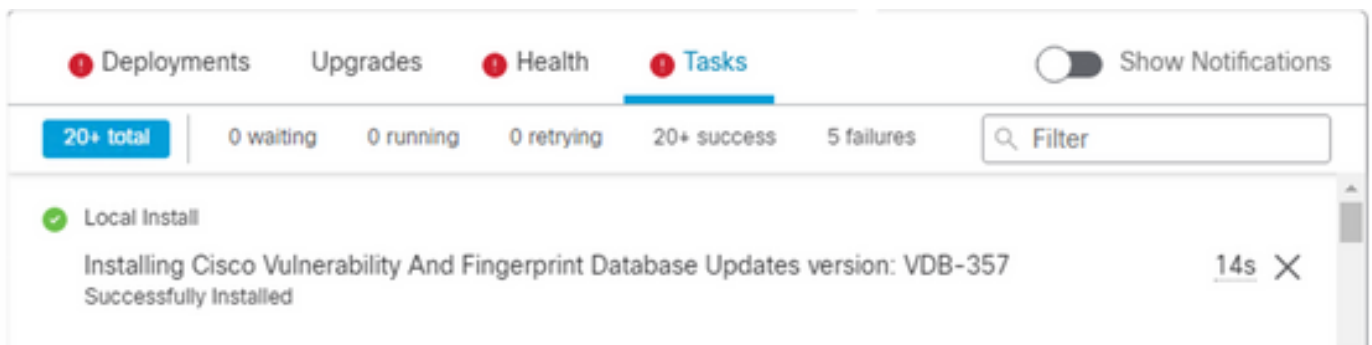 Deployments Upgrades Health Tasks Show Notifications
20+ total 0 waiting 0 running 0 retrying 20+ success 5 failures Filter
Local Install
Installing Cisco Vulnerability And Fingerprint Database Updates version: VDB-357 14s
Successfully Installed